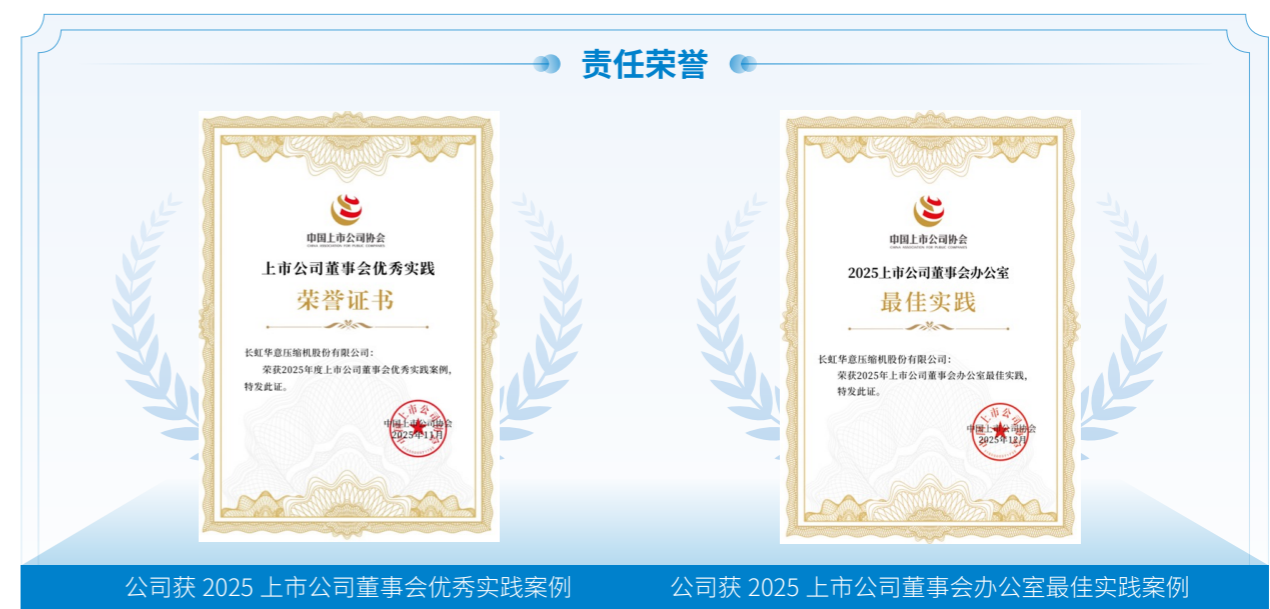 责任荣誉
中国上市公司协会
CHINA ASSOCIATION FOR PUBLIC COMPANIES
上市公司董事会优秀实践
荣誉证书
长虹华意压缩机股份有限公司：
荣获2025年度上市公司董事会优秀实践案例，
特发此证。
中国上市公司协会
2025年11月
中国上市公司协会
CHINA ASSOCIATION FOR PUBLIC COMPANIES
2025上市公司董事会办公室
最佳实践
长虹华意压缩机股份有限公司：
荣获2025年上市公司董事会办公室最佳实践，
特发此证。
中国上市公司协会
2025年12月
公司获 2025 上市公司董事会优秀实践案例
公司获 2025 上市公司董事会办公室最佳实践案例